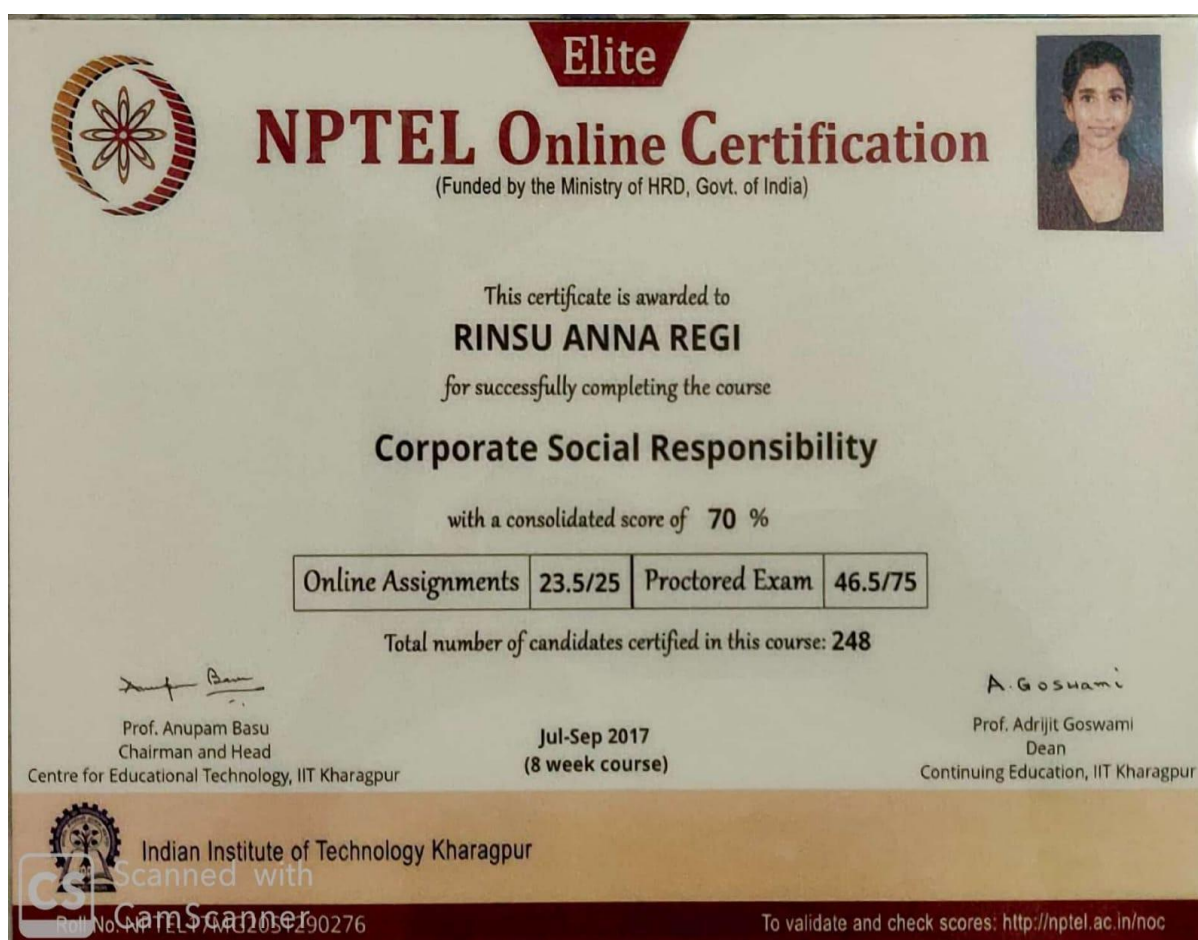 Elite
NPTEL Online Certification
(Funded by the Ministry of HRD, Govt. of India)
This certificate is awarded to
RINSU ANNA REGI
for successfully completing the course
Corporate Social Responsibility
with a consolidated score of 70 %
Online Assignments 23.5/25 Proctored Exam 46.5/75
Total number of candidates certified in this course: 248
A. Goswami
Prof. Anupam Basu
Chairman and Head
Centre for Educational Technology, IIT Kharagpur
Jul-Sep 2017
(8 week course)
Prof. Adrijit Goswami
Dean
Continuing Education, IIT Kharagpur
Indian Institute of Technology Kharagpur
CS
Scanned with
CamScanner
Roll No: 90276
To validate and check scores: http://nptel.ac.in/noc